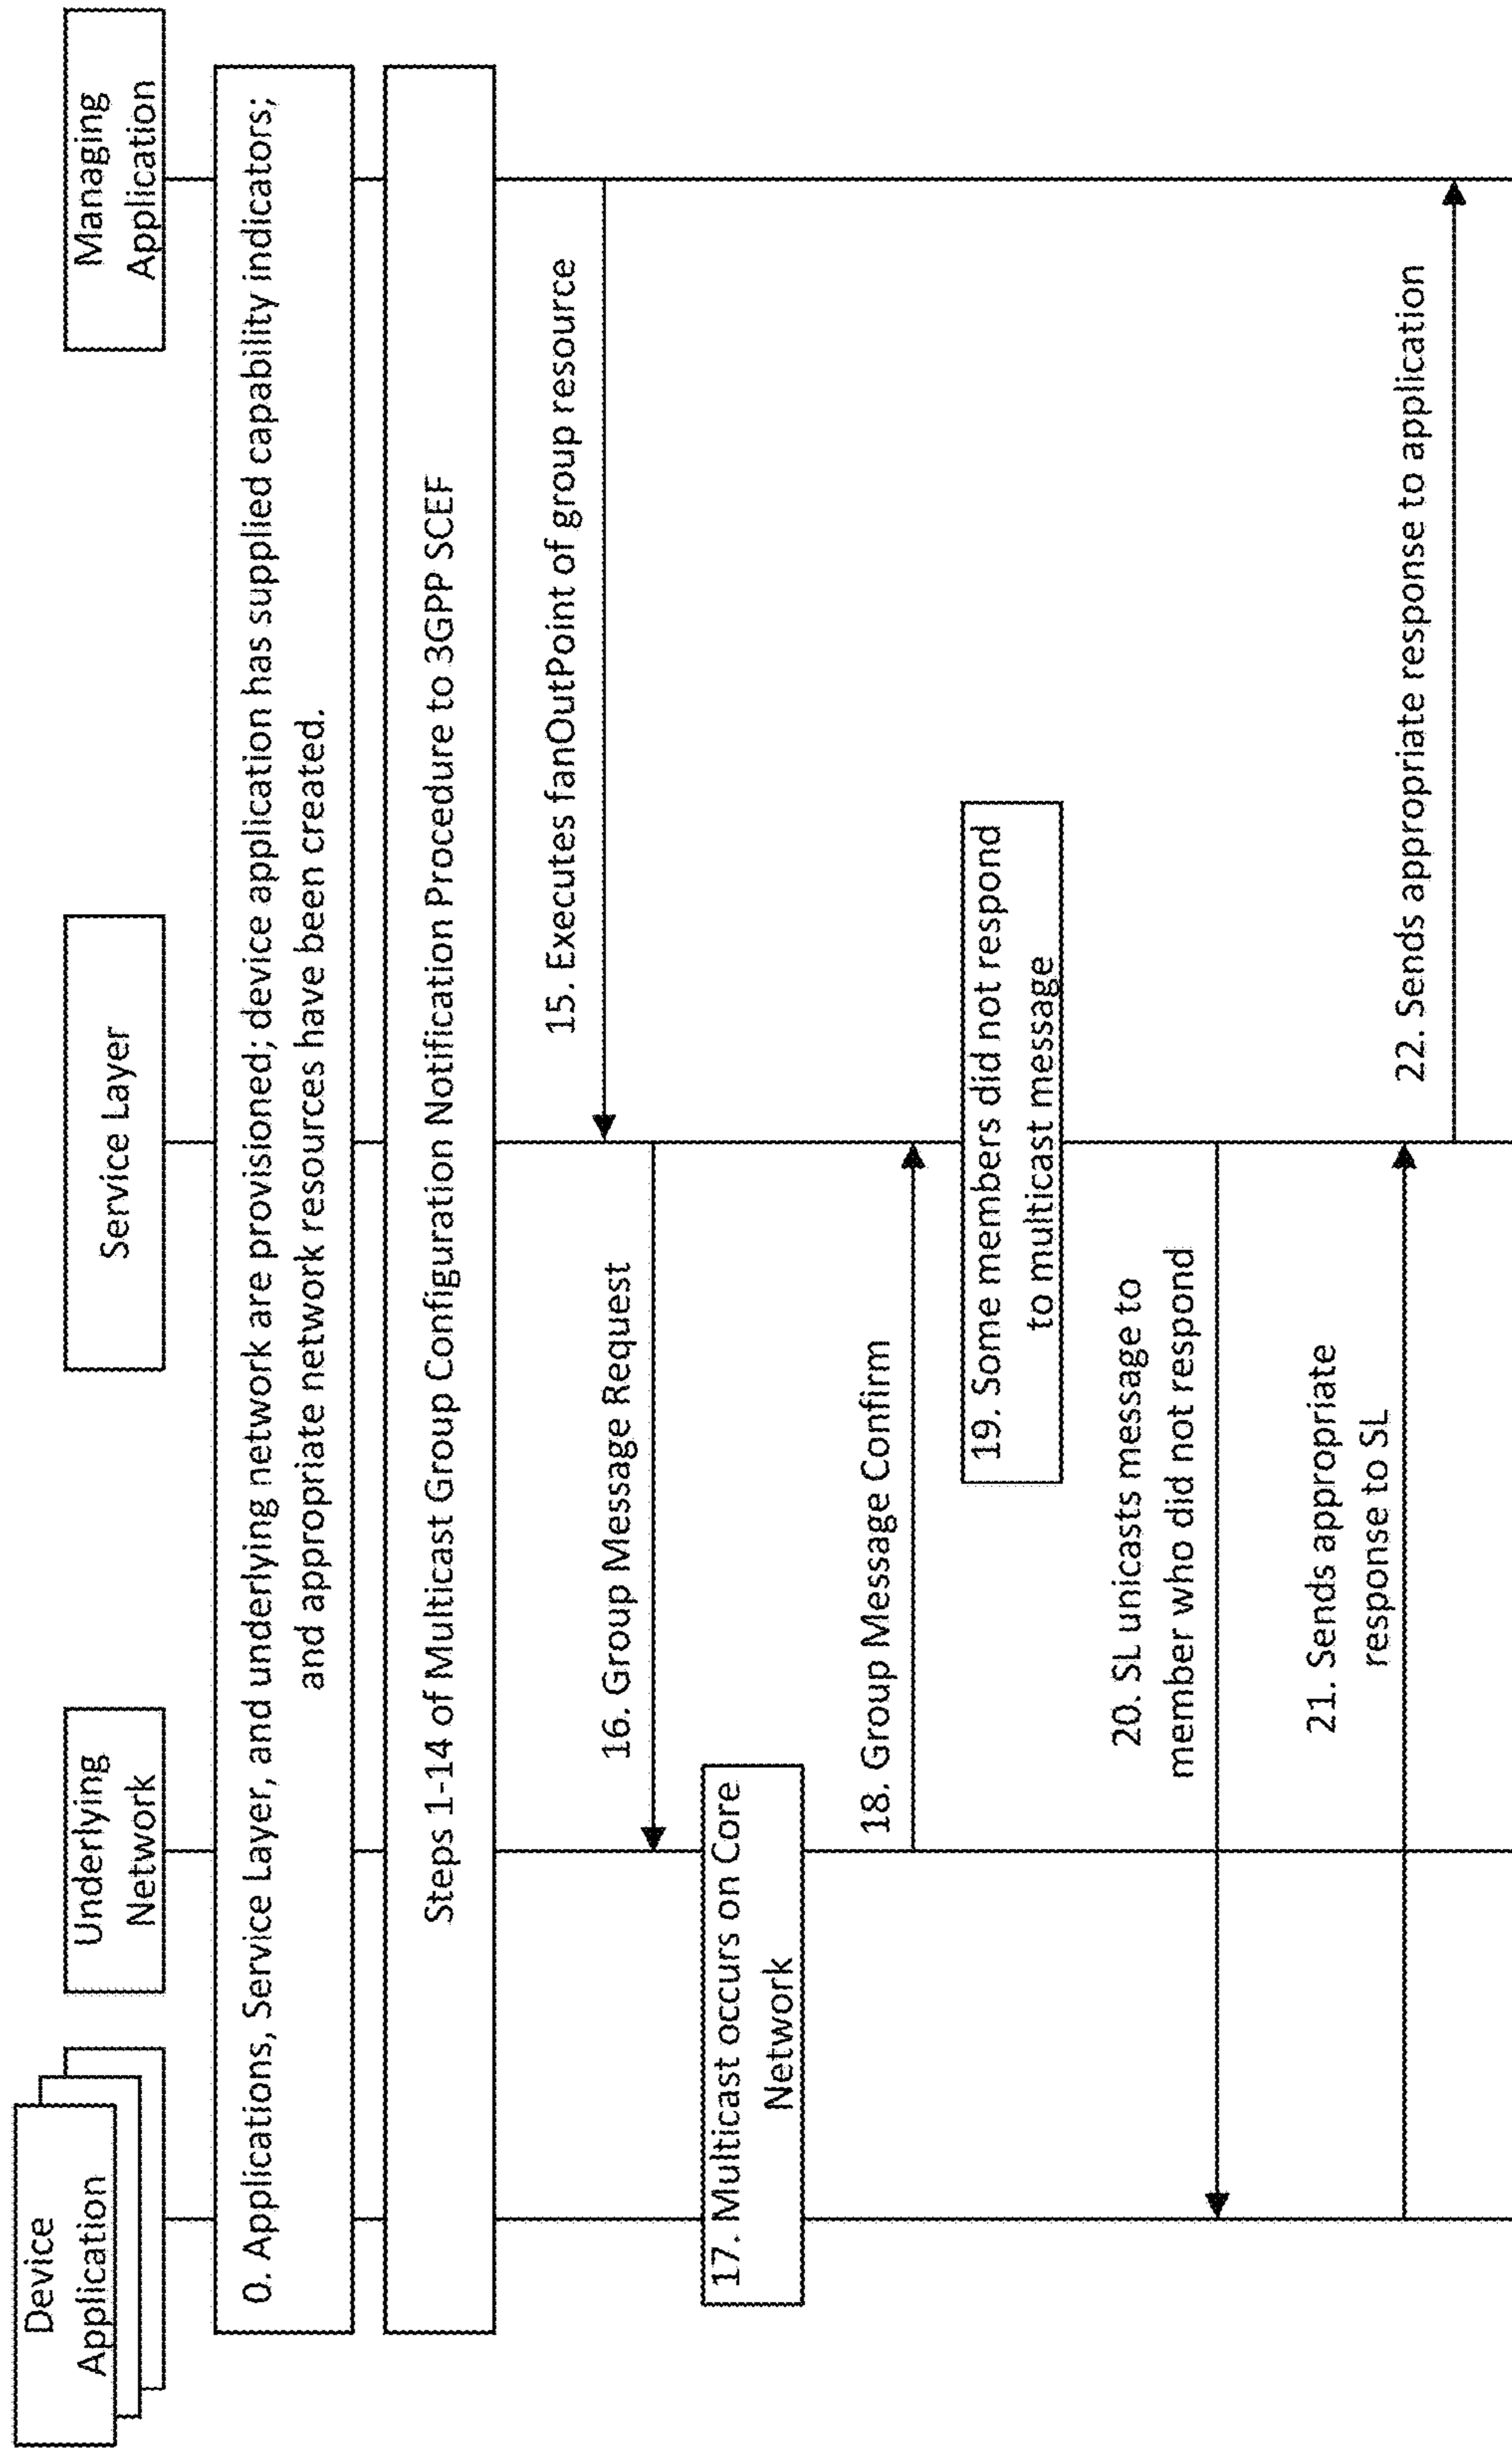 Device
Application
Underlying
Network
Service Layer
Managing
Application
0. Applications, Service Layer, and underlying network are provisioned; device application has supplied capability indicators;
and appropriate network resources have been created.
Steps 1-14 of Multicast Group Configuration Notification Procedure to 3GPP SCEF
15. Executes fanOutPoint of group resource
16. Group Message Request
17. Multicast occurs on Core
Network
18. Group Message Confirm
19. Some members did not respond
to multicast message
20. SL unicasts message to
member who did not respond
21. Sends appropriate
response to SL
22. Sends appropriate response to application